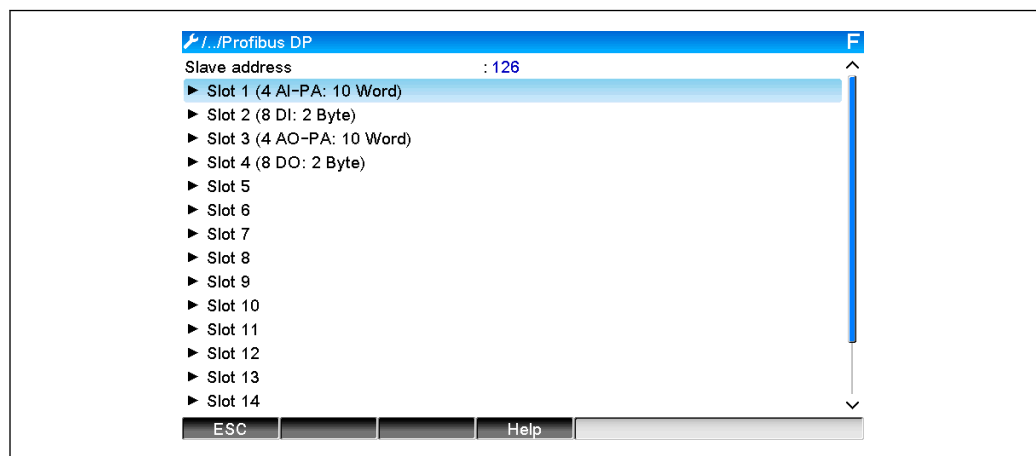 /../Profibus DP F
Slave address : 126
► Slot 1 (4 AI-PA: 10 Word)
► Slot 2 (8 DI: 2 Byte)
► Slot 3 (4 AO-PA: 10 Word)
► Slot 4 (8 DO: 2 Byte)
► Slot 5
► Slot 6
► Slot 7
► Slot 8
► Slot 9
► Slot 10
► Slot 11
► Slot 12
► Slot 13
► Slot 14
ESC Help